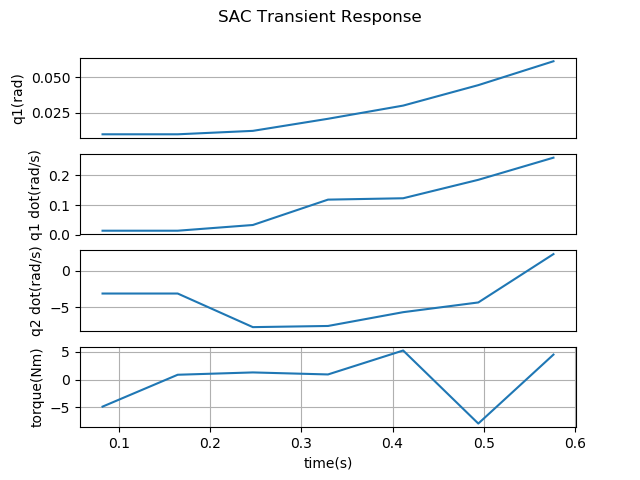 SAC Transient Response
q1(rad)
0.050
0.025
q1 dot(rad/s)
0.2
0.1
0.0
q2 dot(rad/s)
0
−5
torque(Nm)
5
0
−5
0.1 0.2 0.3 0.4 0.5 0.6
time(s)